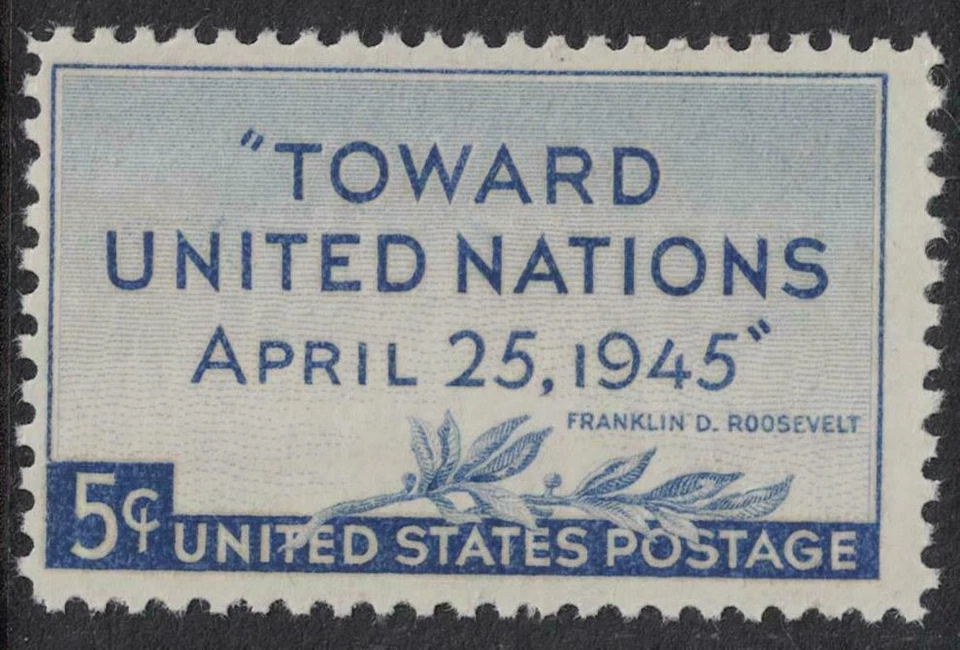 "TOWARD
UNITED NATIONS
APRIL 25, 1945"
FRANKLIN D. ROOSEVELT
5¢
UNITED STATES POSTAGE